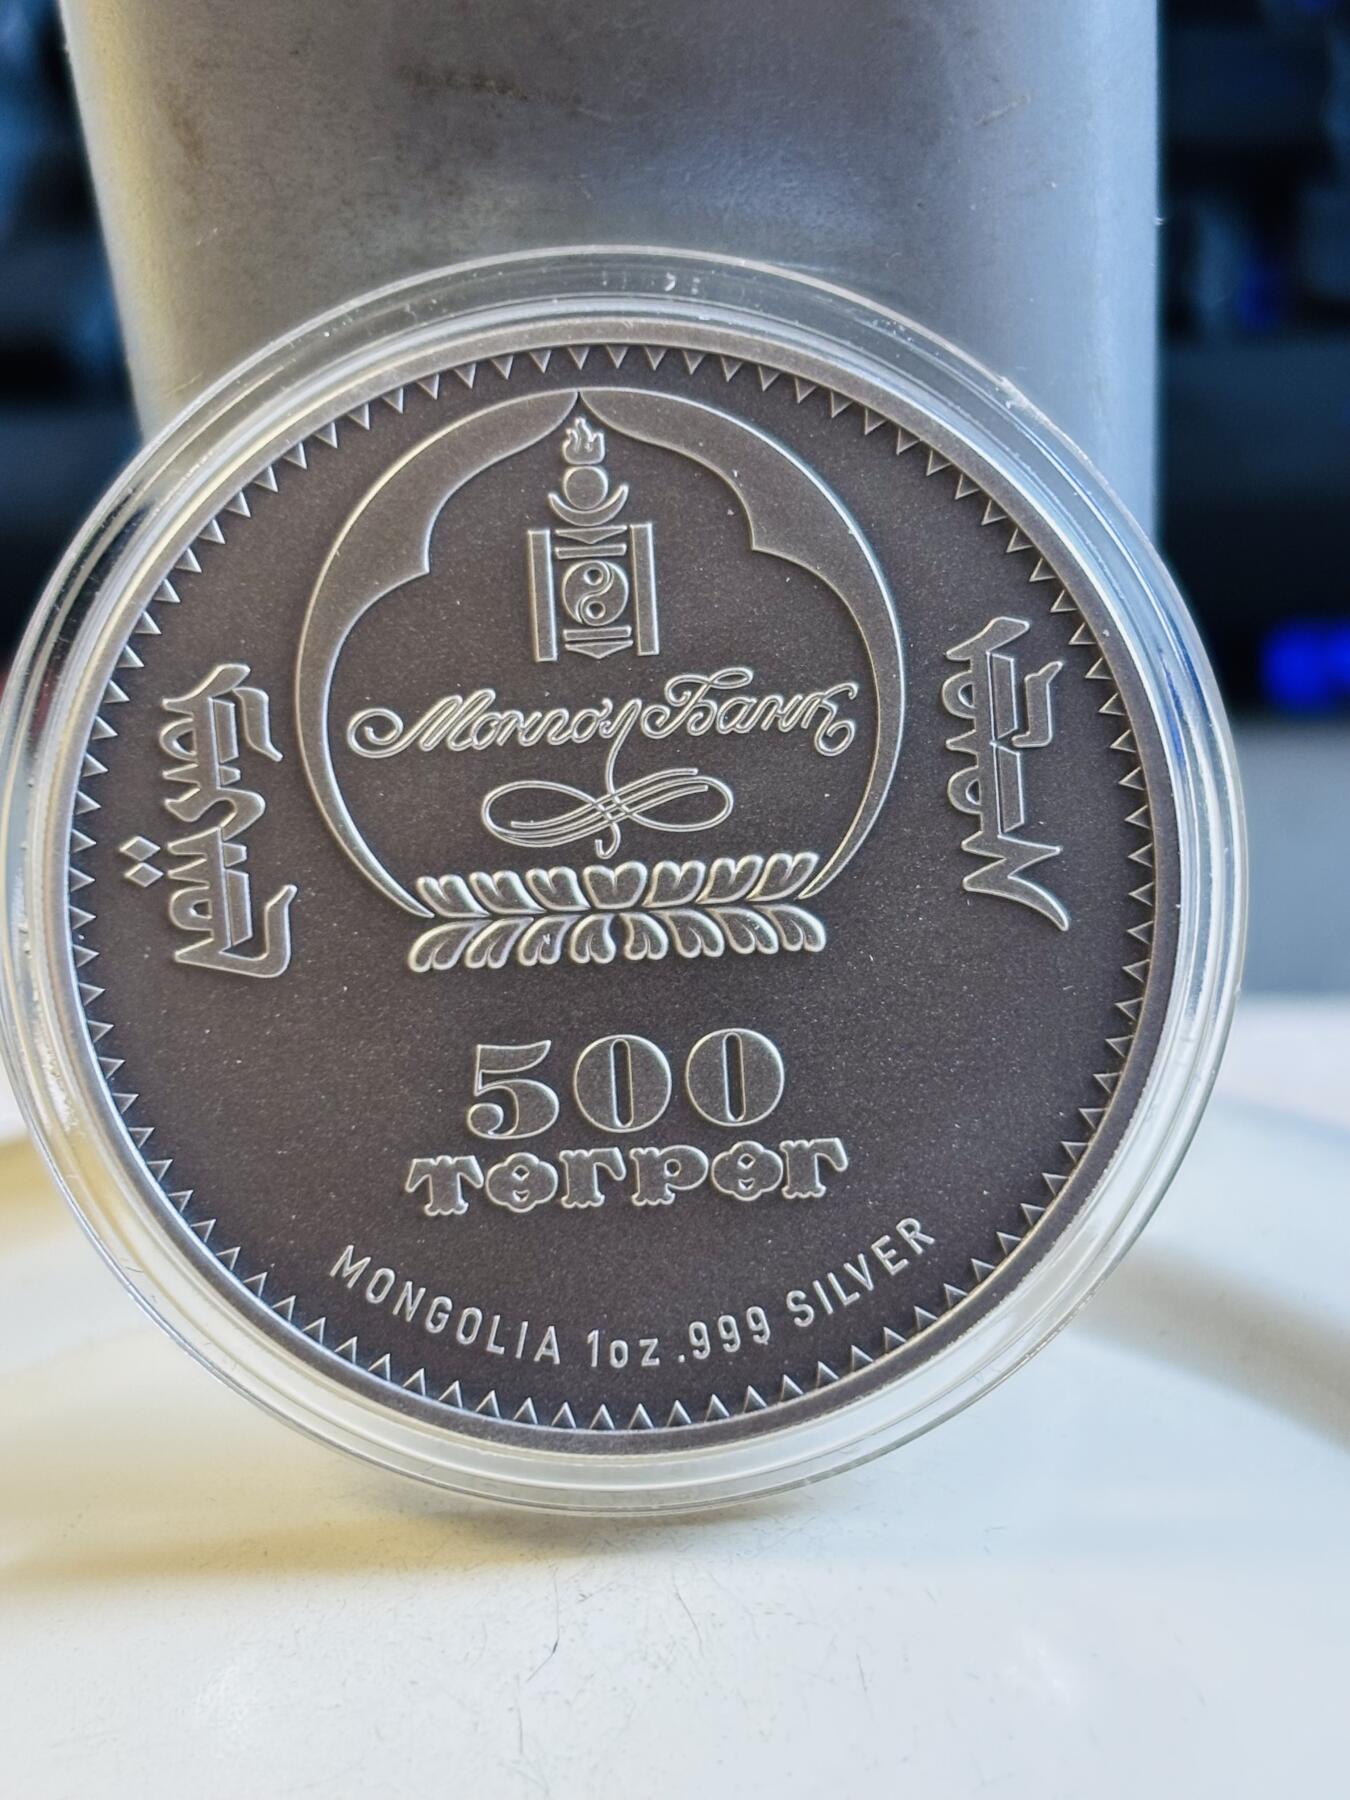 МонголБанк
500
ТӨГРӨГ
MONGOLIA 1oz .999 SILVER